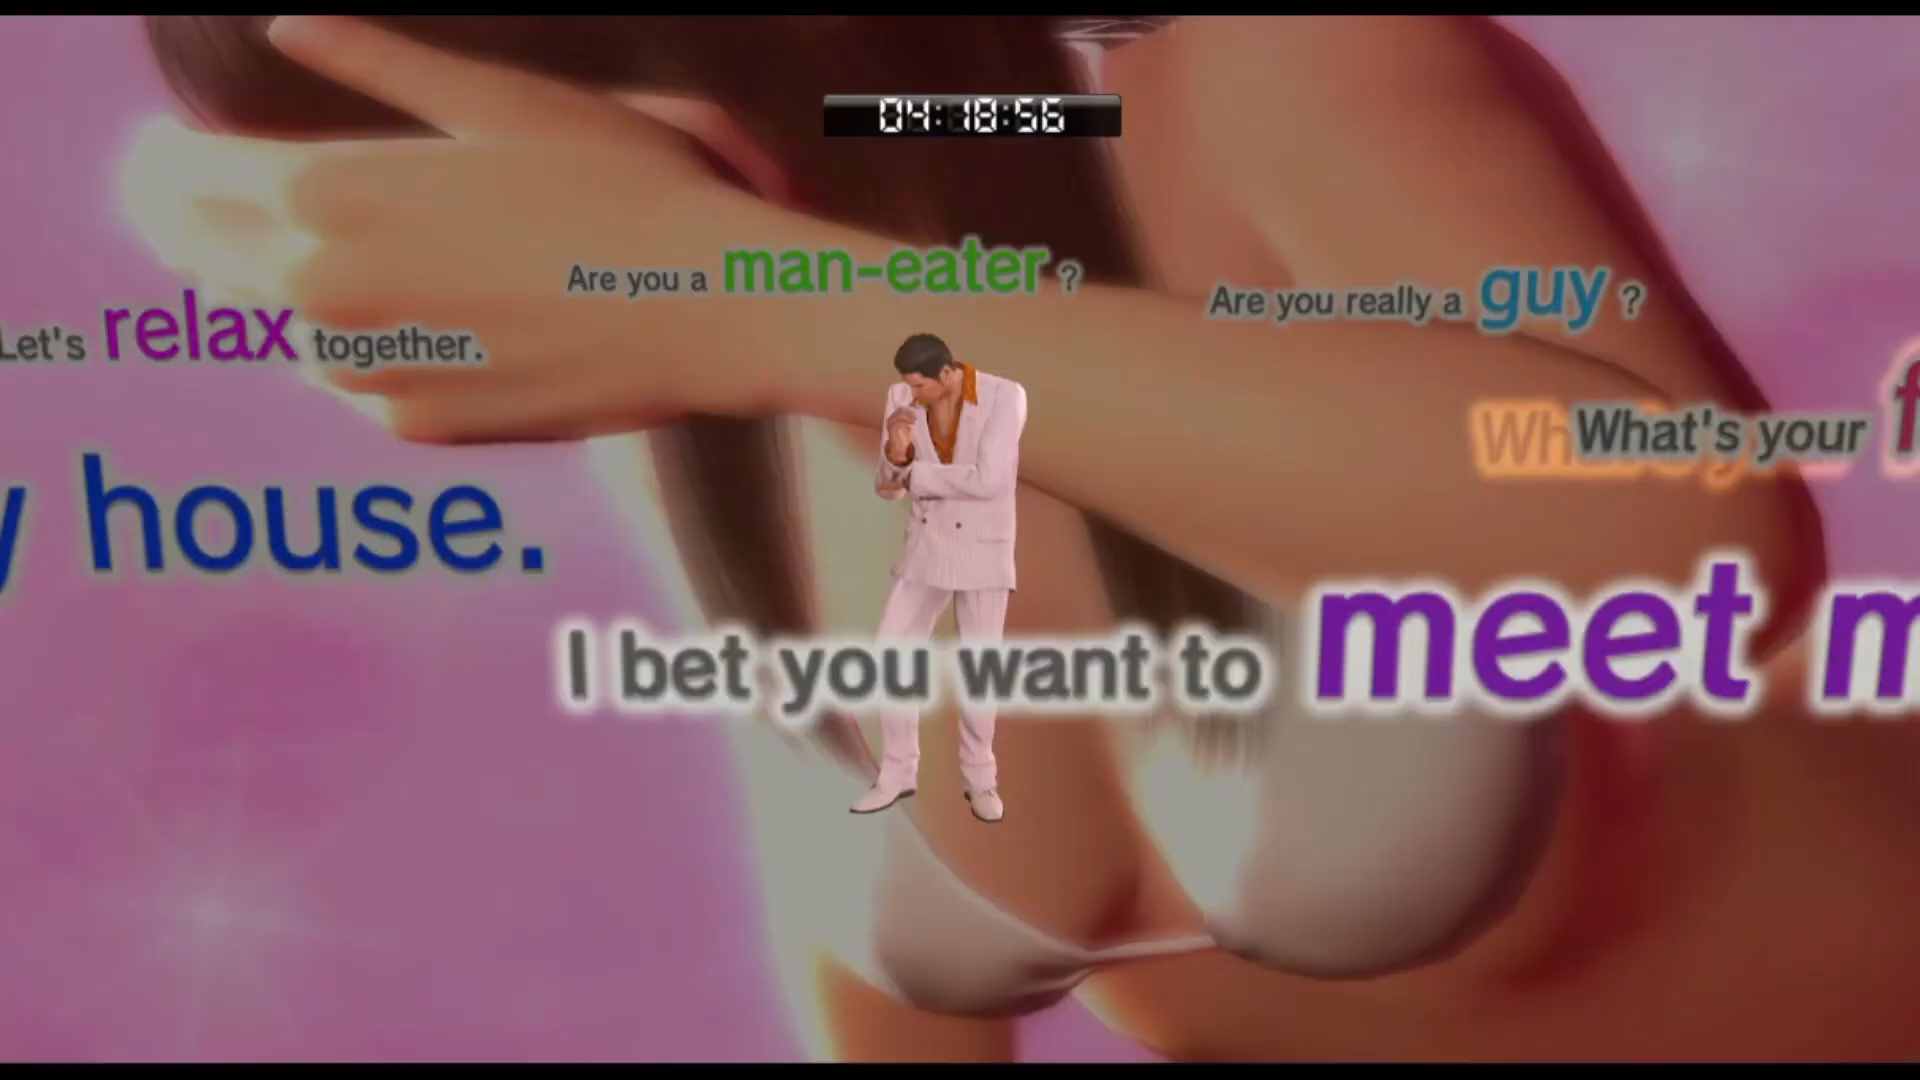 04:18:56
Are you a man-eater ?
Are you really a guy ?
Let's relax together.
What's your
house.
I bet you want to meet